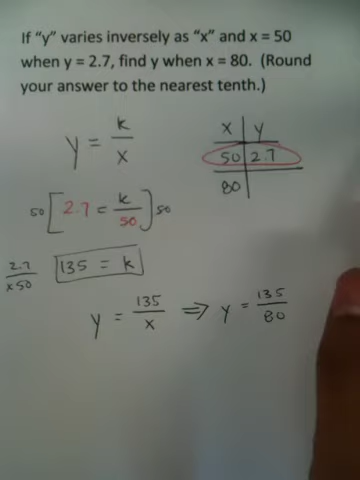 If “y” varies inversely as “x” and x = 50
when y = 2.7, find y when x = 80. (Round
your answer to the nearest tenth.)
y = k/x
x | y
50 | 2.7
80 |
50 [ 2.7 = k/50 ] 50
2.7
x 50
135 = k
y = 135/x ⇒ y = 135/80